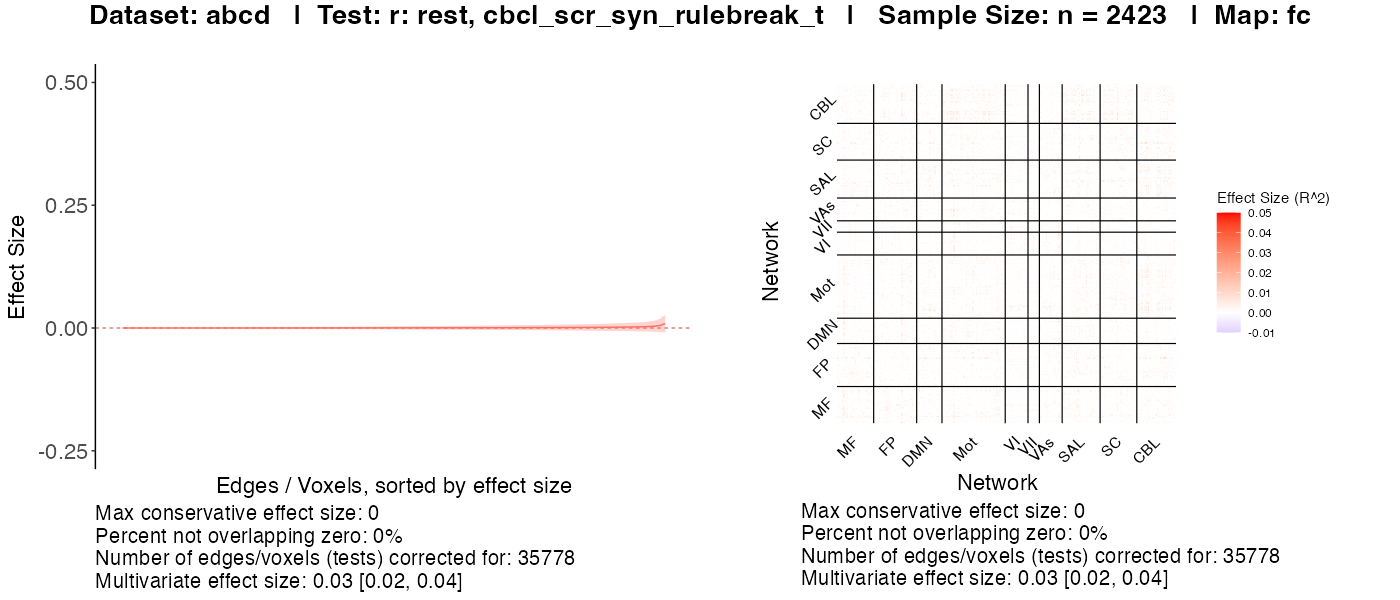 Dataset: abcd | Test: r: rest, cbcl_scr_syn_rulebreak_t | Sample Size: n = 2423 | Map: fc
0.50
0.25
0.00
-0.25
Effect Size
Edges / Voxels, sorted by effect size
Max conservative effect size: 0
Percent not overlapping zero: 0%
Number of edges/voxels (tests) corrected for: 35778
Multivariate effect size: 0.03 [0.02, 0.04]
Network
CBL
SC
SAL
VAs
VII
VI
Mot
DMN
FP
MF
MF
FP
DMN
Mot
VI
VII
VAs
SAL
SC
CBL
Network
Effect Size (R^2)
0.05
0.04
0.03
0.02
0.01
0.00
-0.01
Max conservative effect size: 0
Percent not overlapping zero: 0%
Number of edges/voxels (tests) corrected for: 35778
Multivariate effect size: 0.03 [0.02, 0.04]